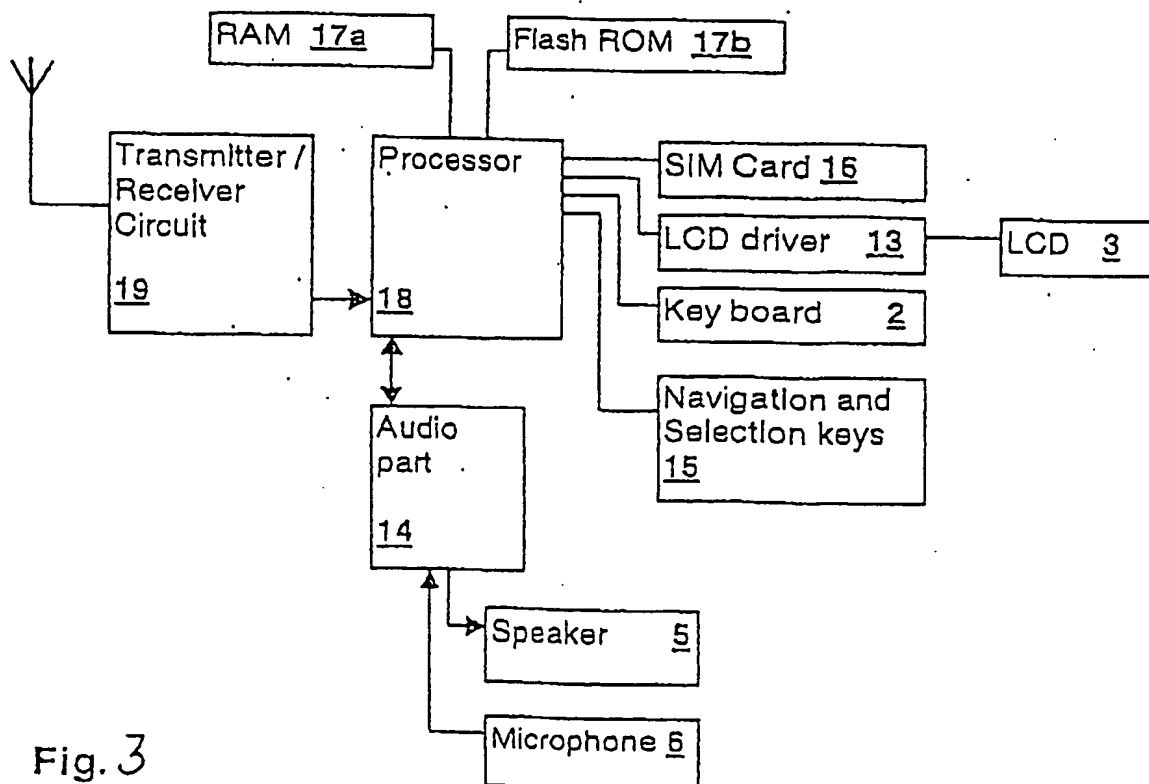 RAM 17a
Flash ROM 17b
Transmitter /
Receiver
Circuit
19
Processor
18
SIM Card 16
LCD driver 13
LCD 3
Key board 2
Navigation and
Selection keys
15
Audio
part
14
Speaker 5
Microphone 6
Fig. 3